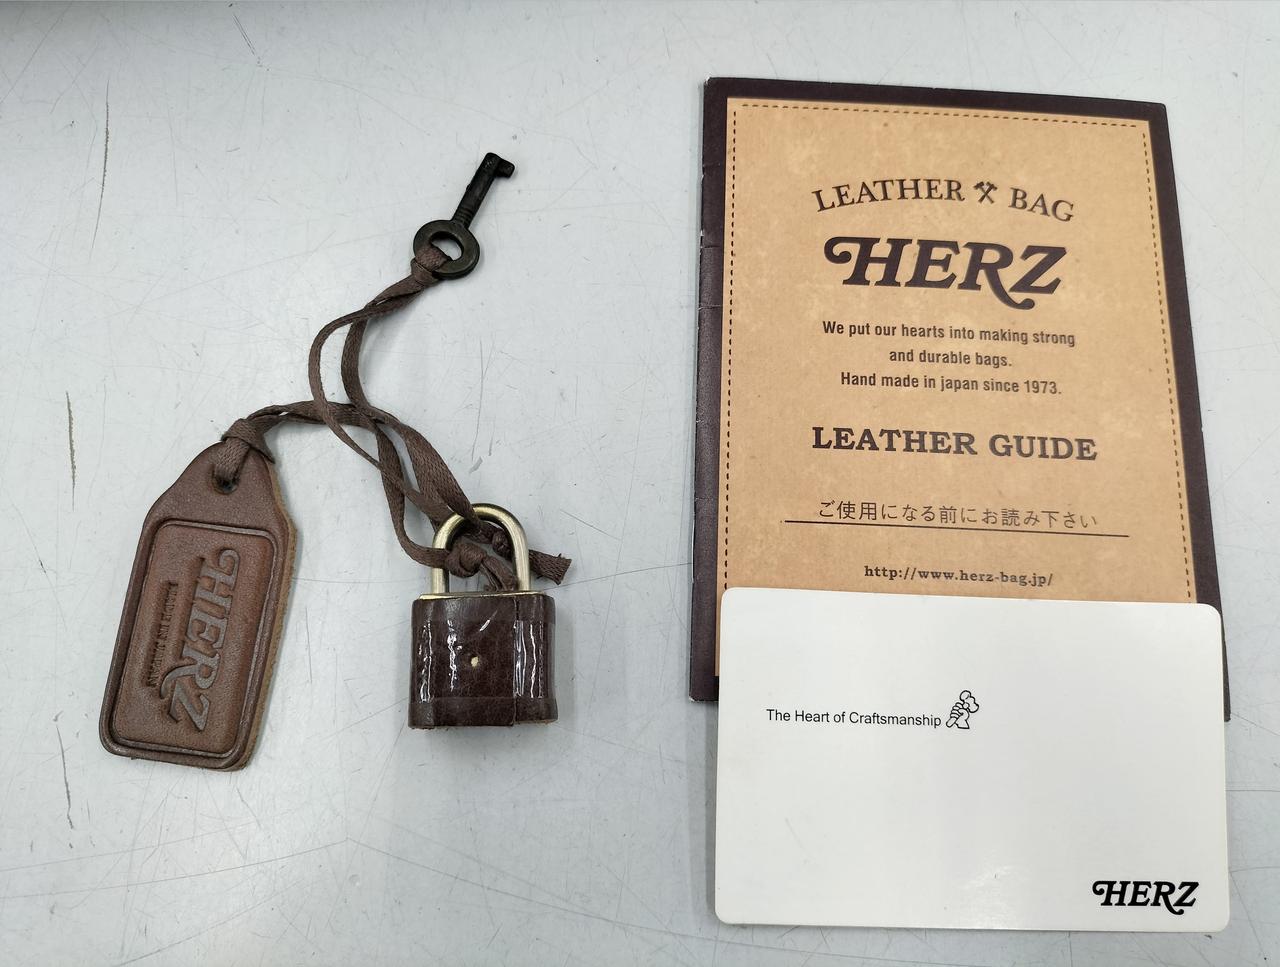 HERZ
LEATHER BAG
HERZ
We put our hearts into making strong
and durable bags.
Hand made in japan since 1973.
LEATHER GUIDE
ご使用になる前にお読み下さい
http://www.herz-bag.jp/
The Heart of Craftsmanship
HERZ